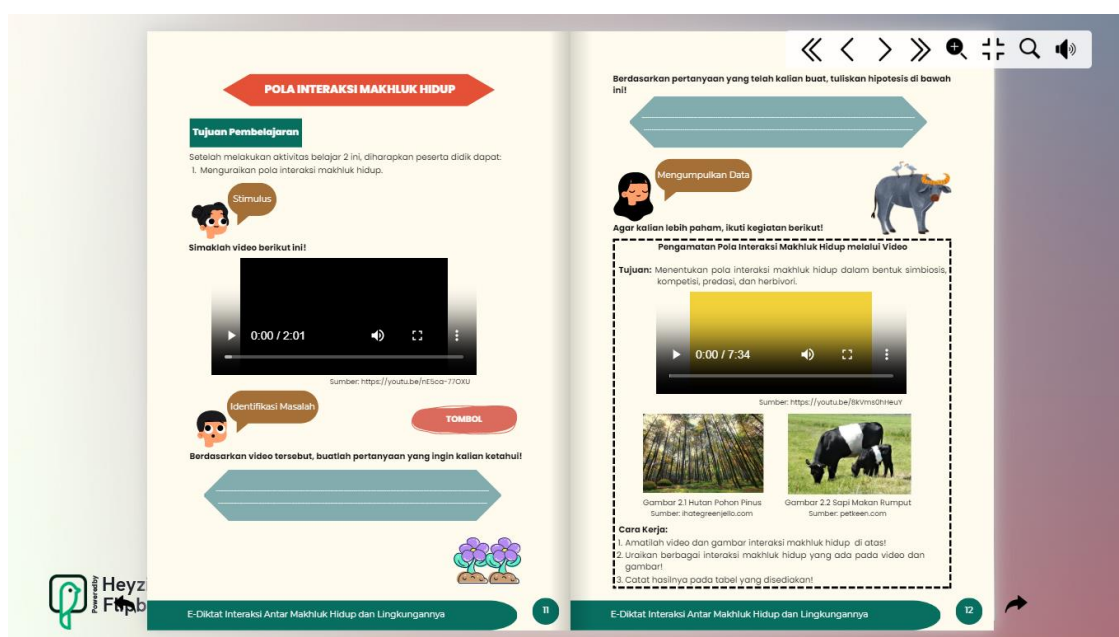 POLA INTERAKSI MAKHLUK HIDUP
Tujuan Pembelajaran
Setelah melakukan aktivitas belajar 2 ini, diharapkan peserta didik dapat:
1. Menguraikan pola interaksi makhluk hidup.
Stimulus
Simaklah video berikut ini!
0:00 / 2:01
Sumber: https://youtu.be/nE5ca-77OXU
Identifikasi Masalah
TOMBOL
Berdasarkan video tersebut, buatlah pertanyaan yang ingin kalian ketahui!
E-Diktat Interaksi Antar Makhluk Hidup dan Lingkungannya
11
Berdasarkan pertanyaan yang telah kalian buat, tuliskan hipotesis di bawah
ini!
Mengumpulkan Data
Agar kalian lebih paham, ikuti kegiatan berikut!
Pengamatan Pola Interaksi Makhluk Hidup melalui Video
Tujuan: Menentukan pola interaksi makhluk hidup dalam bentuk simbiosis,
kompetisi, predasi, dan herbivori.
0:00 / 7:34
Sumber: https://youtu.be/8kVms0hHeuY
Gambar 2.1 Hutan Pohon Pinus
Sumber: ihategreenjello.com
Gambar 2.2 Sapi Makan Rumput
Sumber: petkeen.com
Cara Kerja:
1. Amatilah video dan gambar interaksi makhluk hidup di atas!
2. Uraikan berbagai interaksi makhluk hidup yang ada pada video dan
gambar!
3. Catat hasilnya pada tabel yang disediakan!
E-Diktat Interaksi Antar Makhluk Hidup dan Lingkungannya
12
Powered by
Heyzi